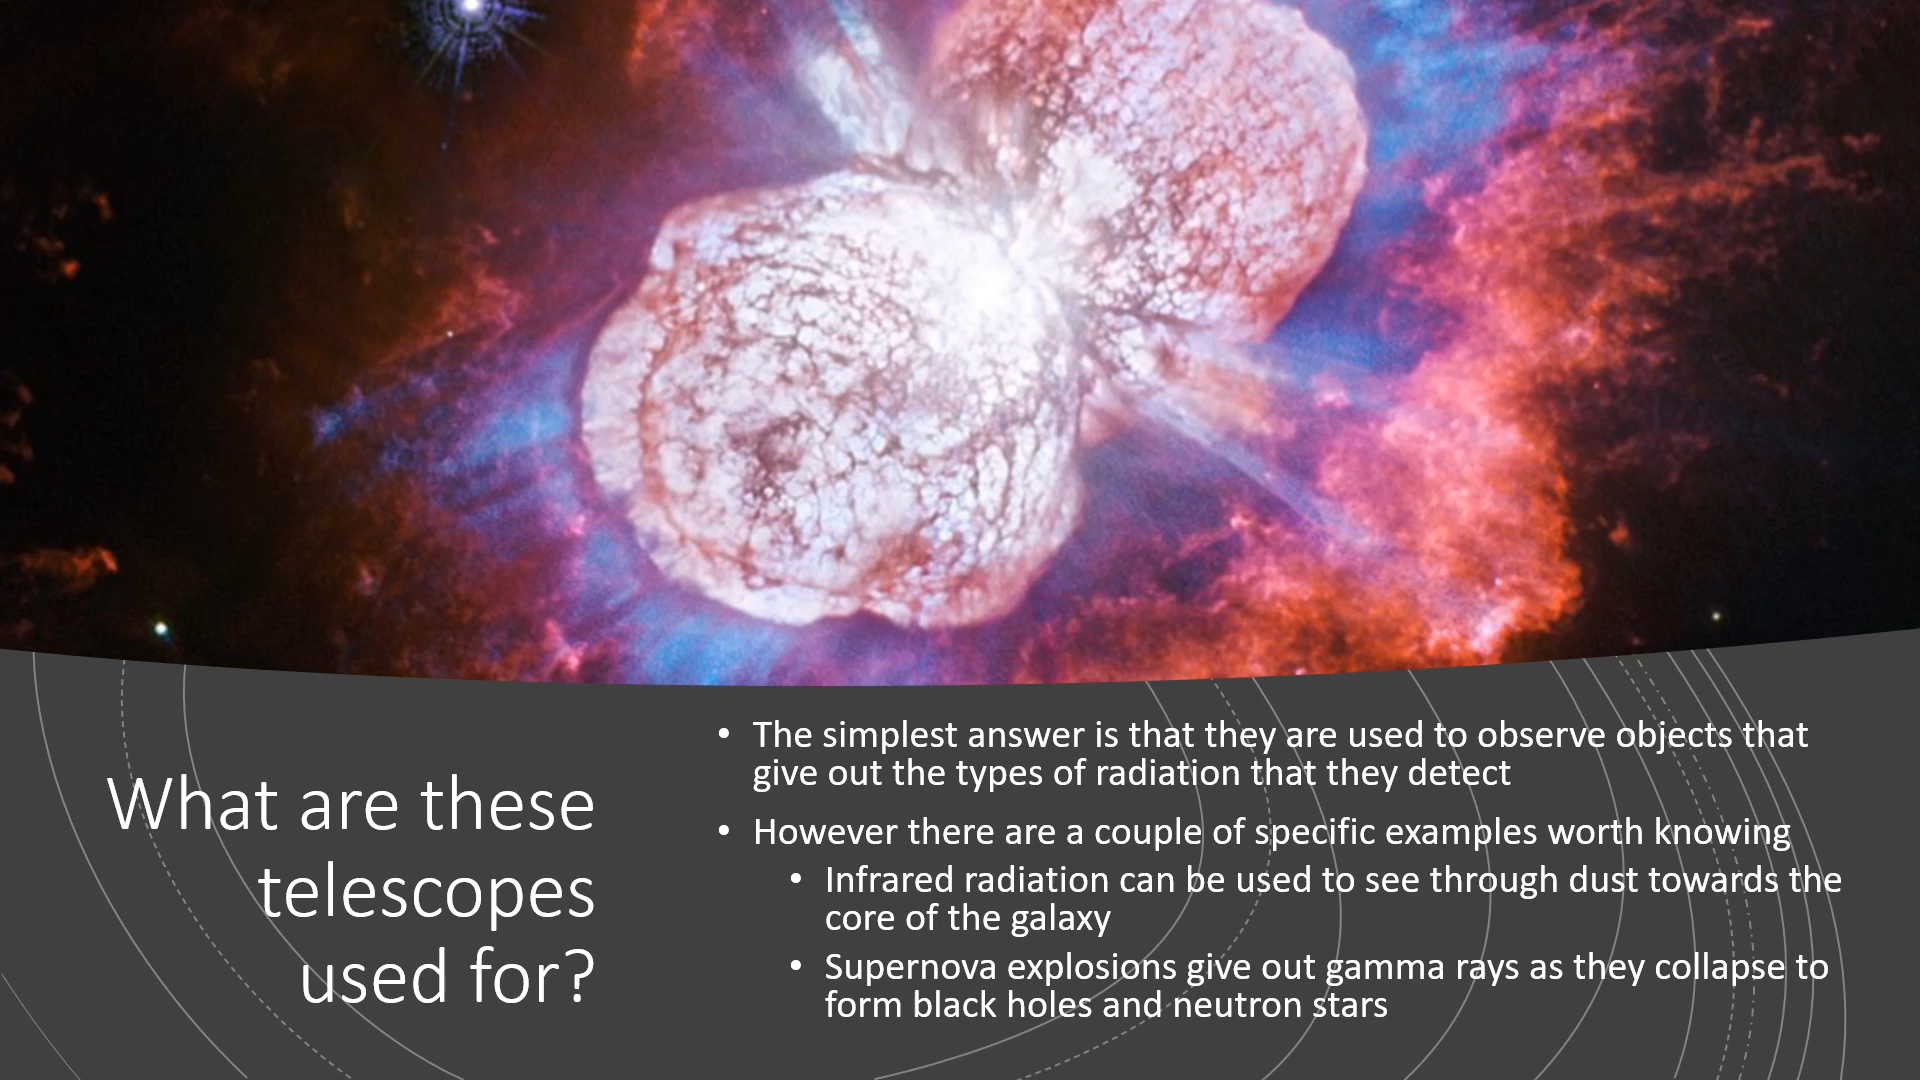 What are these
telescopes
used for?
• The simplest answer is that they are used to observe objects that
give out the types of radiation that they detect
• However there are a couple of specific examples worth knowing
• Infrared radiation can be used to see through dust towards the
core of the galaxy
• Supernova explosions give out gamma rays as they collapse to
form black holes and neutron stars